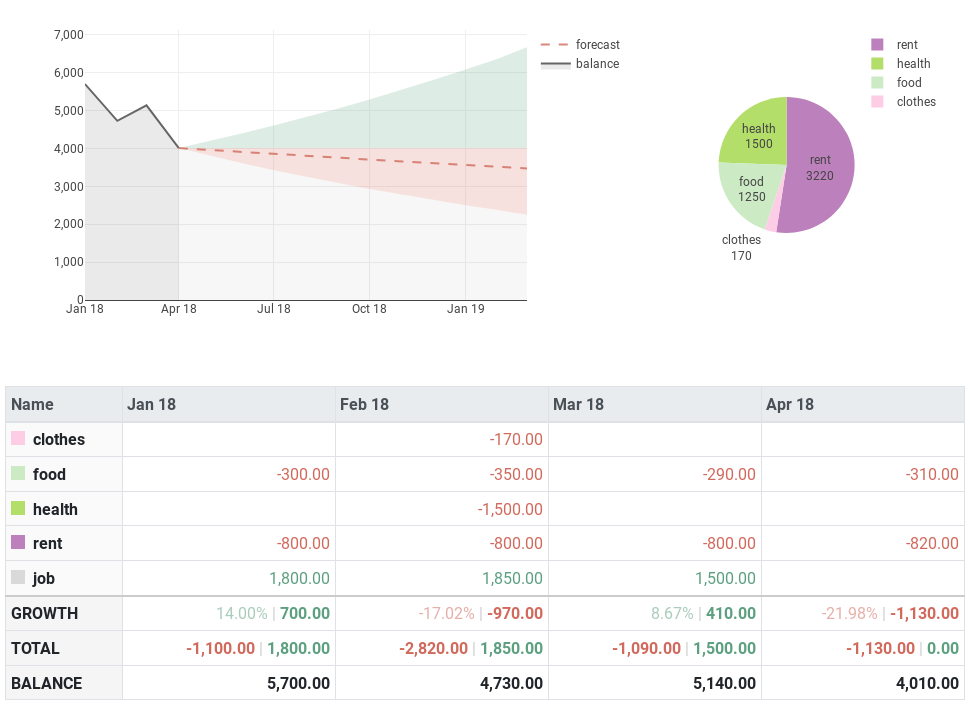 7,000
6,000
5,000
4,000
3,000
2,000
1,000
0
Jan 18 Apr 18 Jul 18 Oct 18 Jan 19
forecast
balance
rent
health
food
clothes
health
1500
rent
3220
food
1250
clothes
170
Name Jan 18 Feb 18 Mar 18 Apr 18
clothes -170.00
food -300.00 -350.00 -290.00 -310.00
health -1,500.00
rent -800.00 -800.00 -800.00 -820.00
job 1,800.00 1,850.00 1,500.00
GROWTH 14.00% | 700.00 -17.02% | -970.00 8.67% | 410.00 -21.98% | -1,130.00
TOTAL -1,100.00 | 1,800.00 -2,820.00 | 1,850.00 -1,090.00 | 1,500.00 -1,130.00 | 0.00
BALANCE 5,700.00 4,730.00 5,140.00 4,010.00